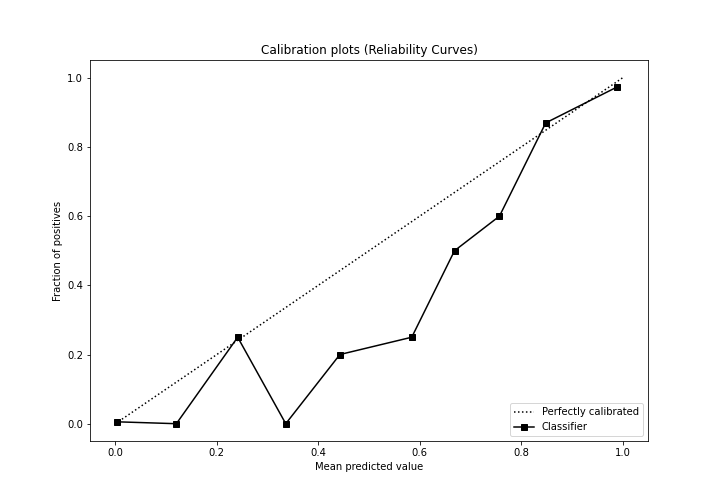 Calibration plots (Reliability Curves)
1.0
0.8
0.6
0.4
0.2
0.0
Fraction of positives
Perfectly calibrated
Classifier
0.0 0.2 0.4 0.6 0.8 1.0
Mean predicted value